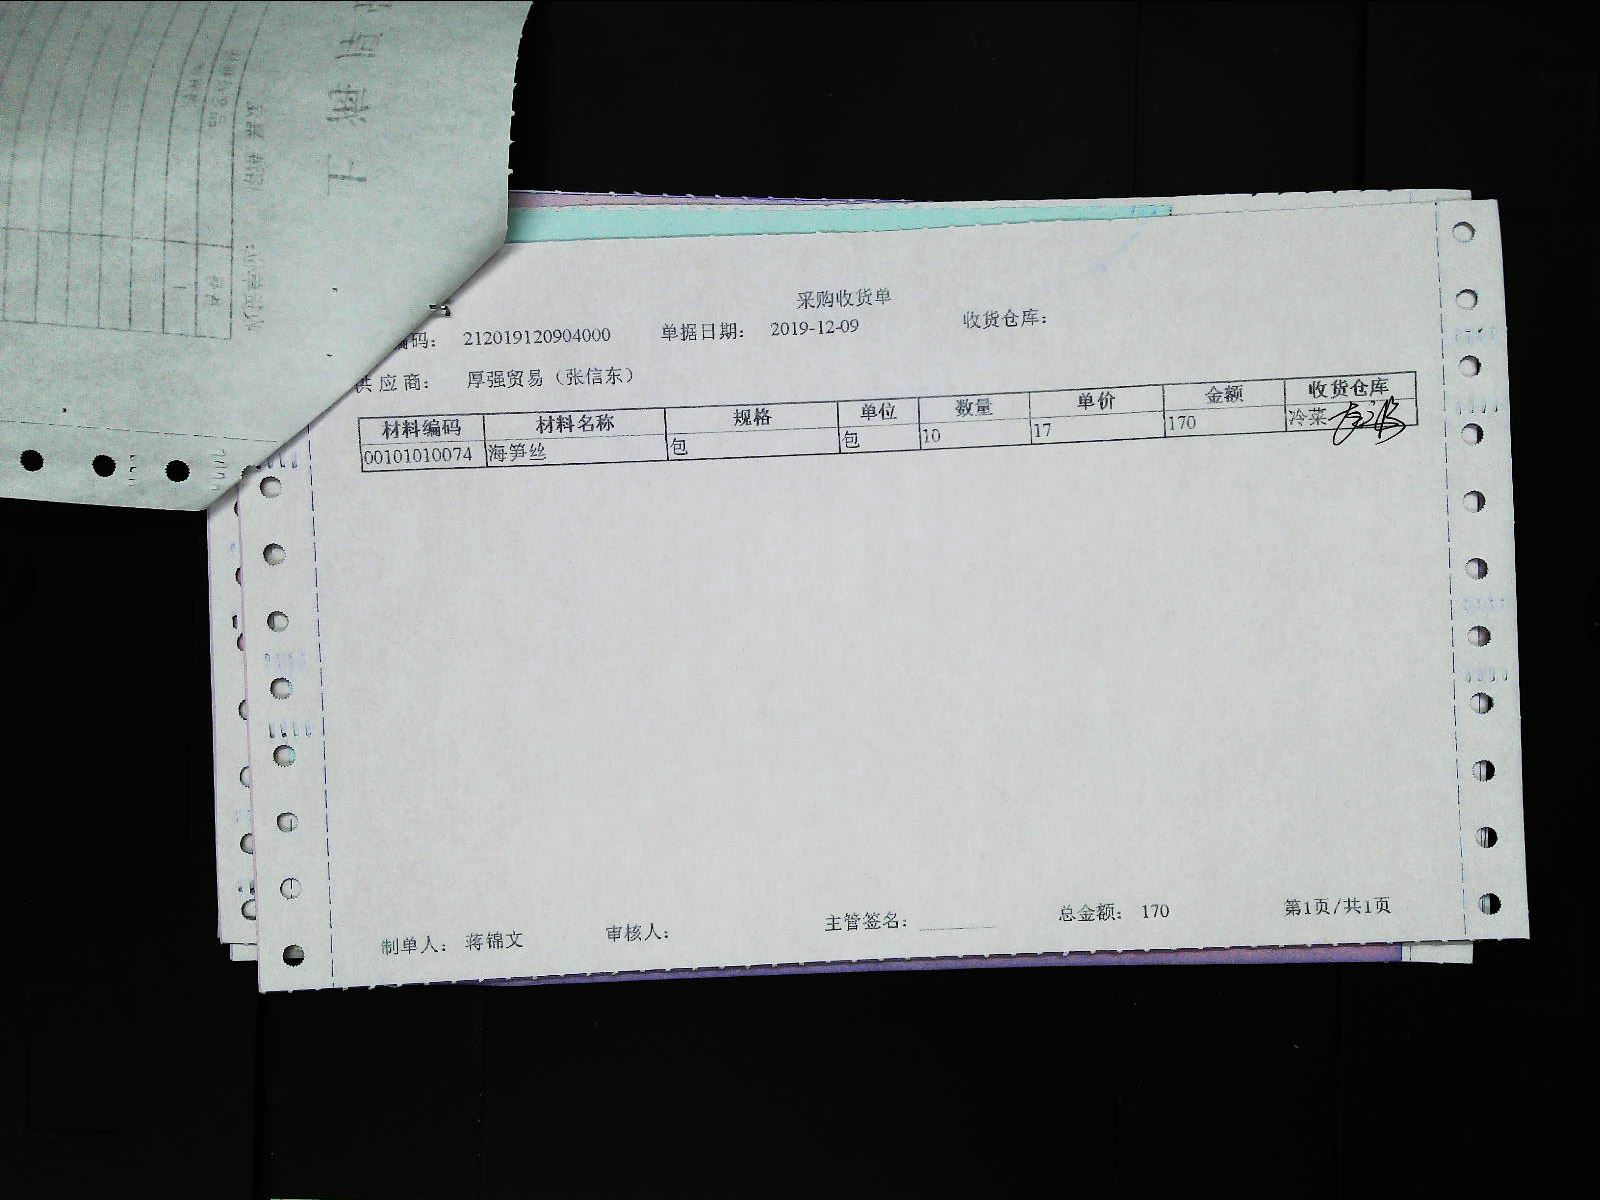 采购收货单
编码: 212019120904000 单据日期: 2019-12-09 收货仓库:
供应商: 厚强贸易（张信东）
材料编码 材料名称 规格 单位 数量 单价 金额 收货仓库
00101010074 海笋丝 包 包 10 17 170 冷菜
制单人: 蒋锦文 审核人: 主管签名: 总金额: 170 第1页/共1页